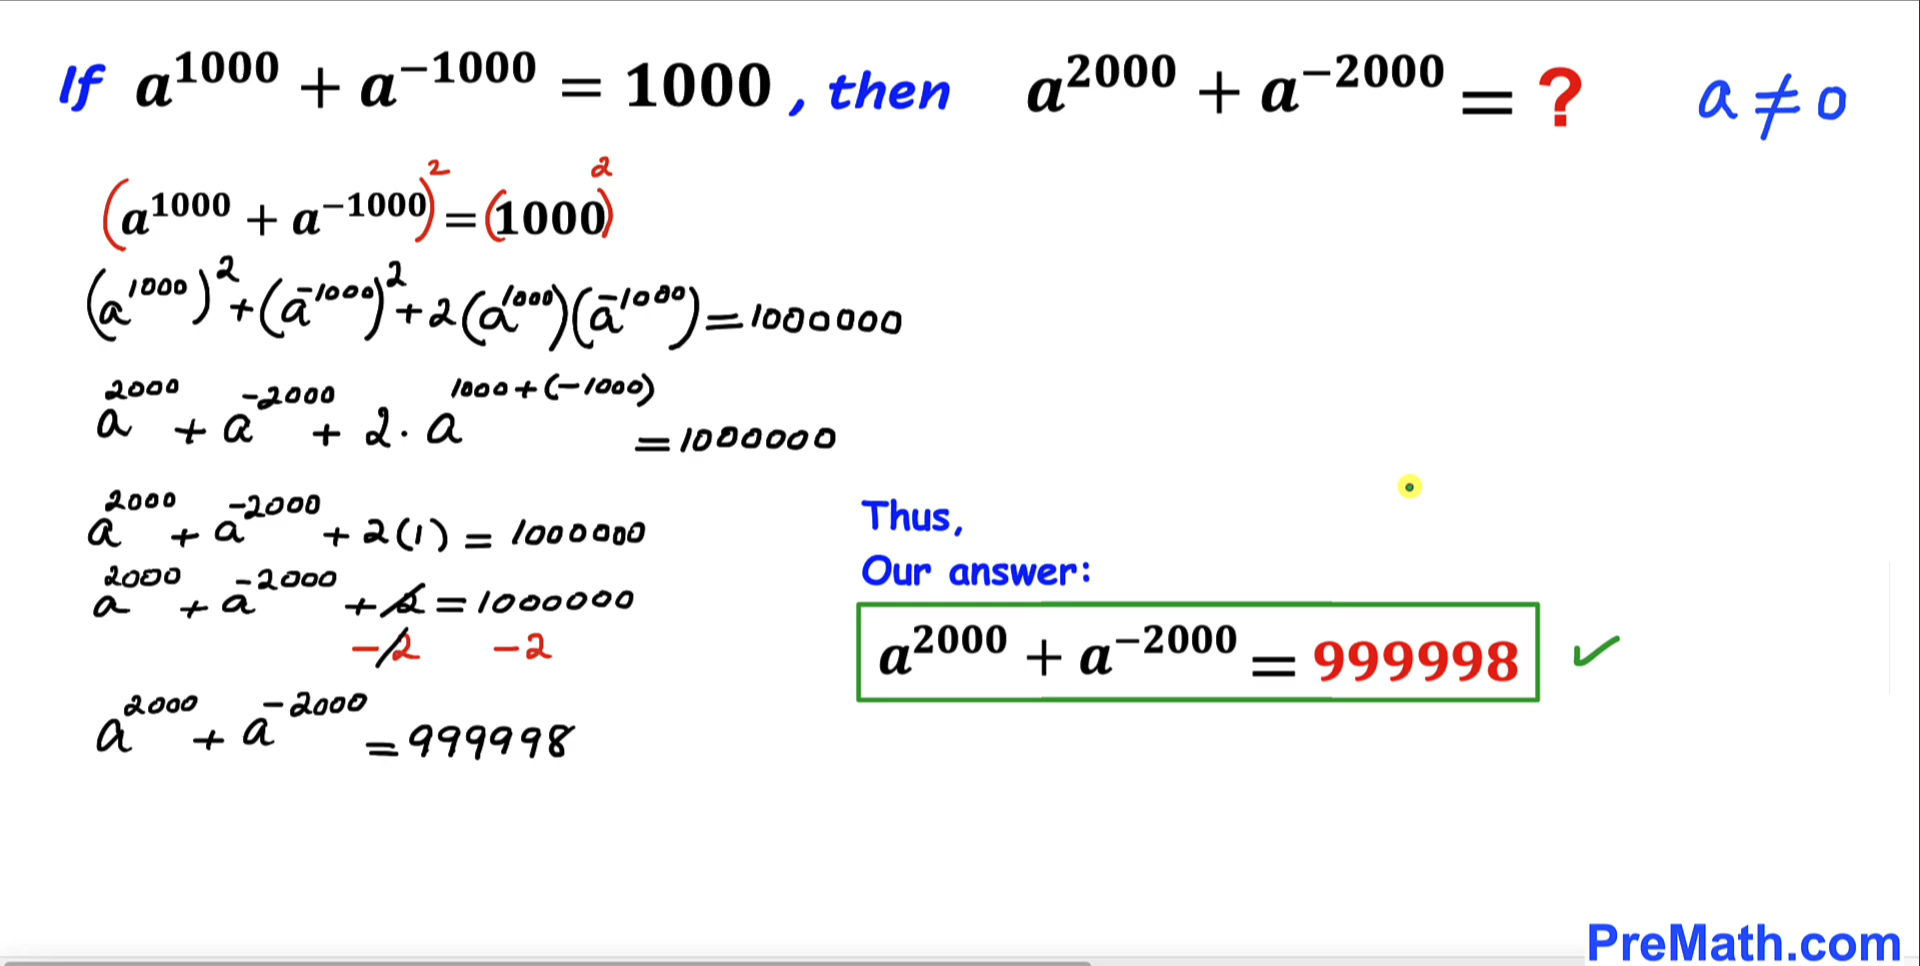 If a^1000 + a^−1000 = 1000 , then a^2000 + a^−2000 = ? a ≠ 0
(a^1000 + a^−1000)^2 = (1000)^2
(a^1000)^2 + (a^−1000)^2 + 2(a^1000)(a^−1000) = 1000000
a^2000 + a^−2000 + 2 · a^1000+(−1000) = 1000000
a^2000 + a^−2000 + 2(1) = 1000000
a^2000 + a^−2000 + 2 = 1000000
−2 −2
a^2000 + a^−2000 = 999998
Thus,
Our answer:
a^2000 + a^−2000 = 999998 ✓
PreMath.com